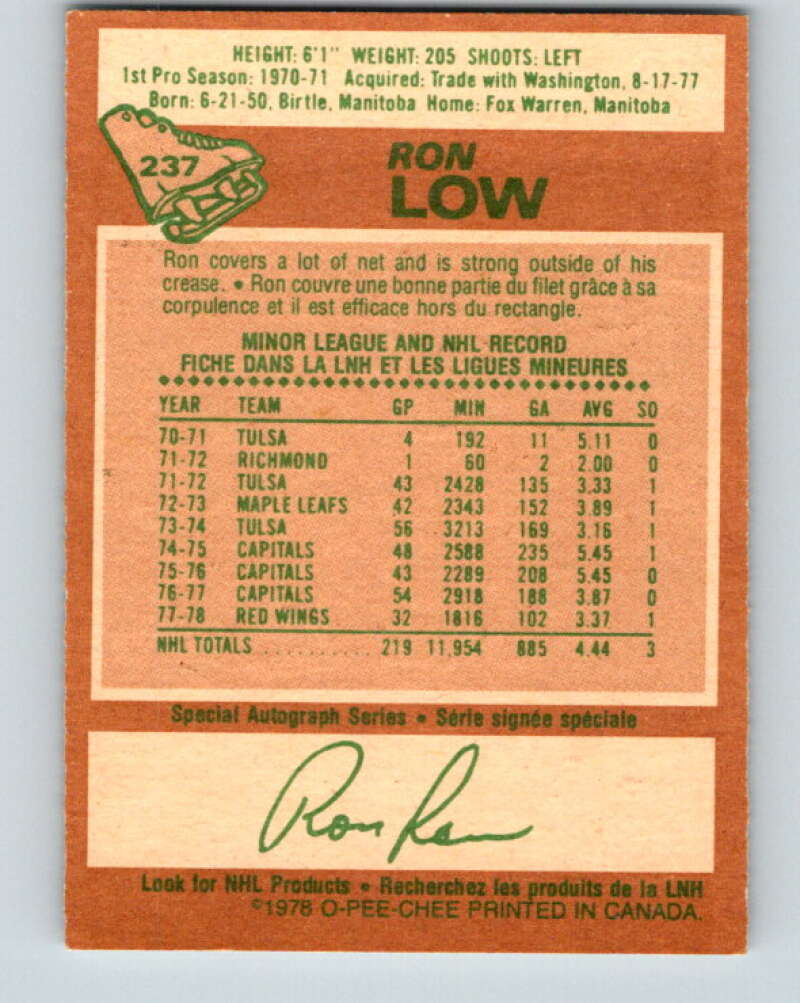 HEIGHT: 6'1" WEIGHT: 205 SHOOTS: LEFT
1st Pro Season: 1970-71 Acquired: Trade with Washington, 8-17-77
Born: 6-21-50, Birtle, Manitoba Home: Fox Warren, Manitoba
237
RON
LOW
Ron covers a lot of net and is strong outside of his
crease. • Ron couvre une bonne partie du filet grâce à sa
corpulence et il est efficace hors du rectangle.
MINOR LEAGUE AND NHL RECORD
FICHE DANS LA LNH ET LES LIGUES MINEURES
YEAR TEAM GP MIN GA AVG SO
70-71 TULSA 4 192 11 5.11 0
71-72 RICHMOND 1 60 2 2.00 0
71-72 TULSA 43 2428 135 3.33 1
72-73 MAPLE LEAFS 42 2343 152 3.89 1
73-74 TULSA 56 3213 169 3.16 1
74-75 CAPITALS 48 2588 235 5.45 1
75-76 CAPITALS 43 2289 208 5.45 0
76-77 CAPITALS 54 2918 188 3.87 0
77-78 RED WINGS 32 1816 102 3.37 1
NHL TOTALS ........... 219 11,954 885 4.44 3
Special Autograph Series • Série signée spéciale
Ron Low
Look for NHL Products • Recherchez les produits de la LNH
©1978 O-PEE-CHEE PRINTED IN CANADA.